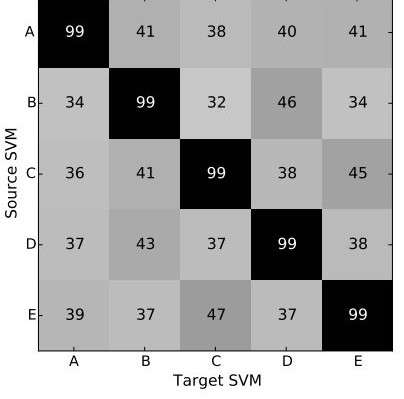 A 99 41 38 40 41
B 34 99 32 46 34
C 36 41 99 38 45
D 37 43 37 99 38
E 39 37 47 37 99
A B C D E
Source SVM
Target SVM